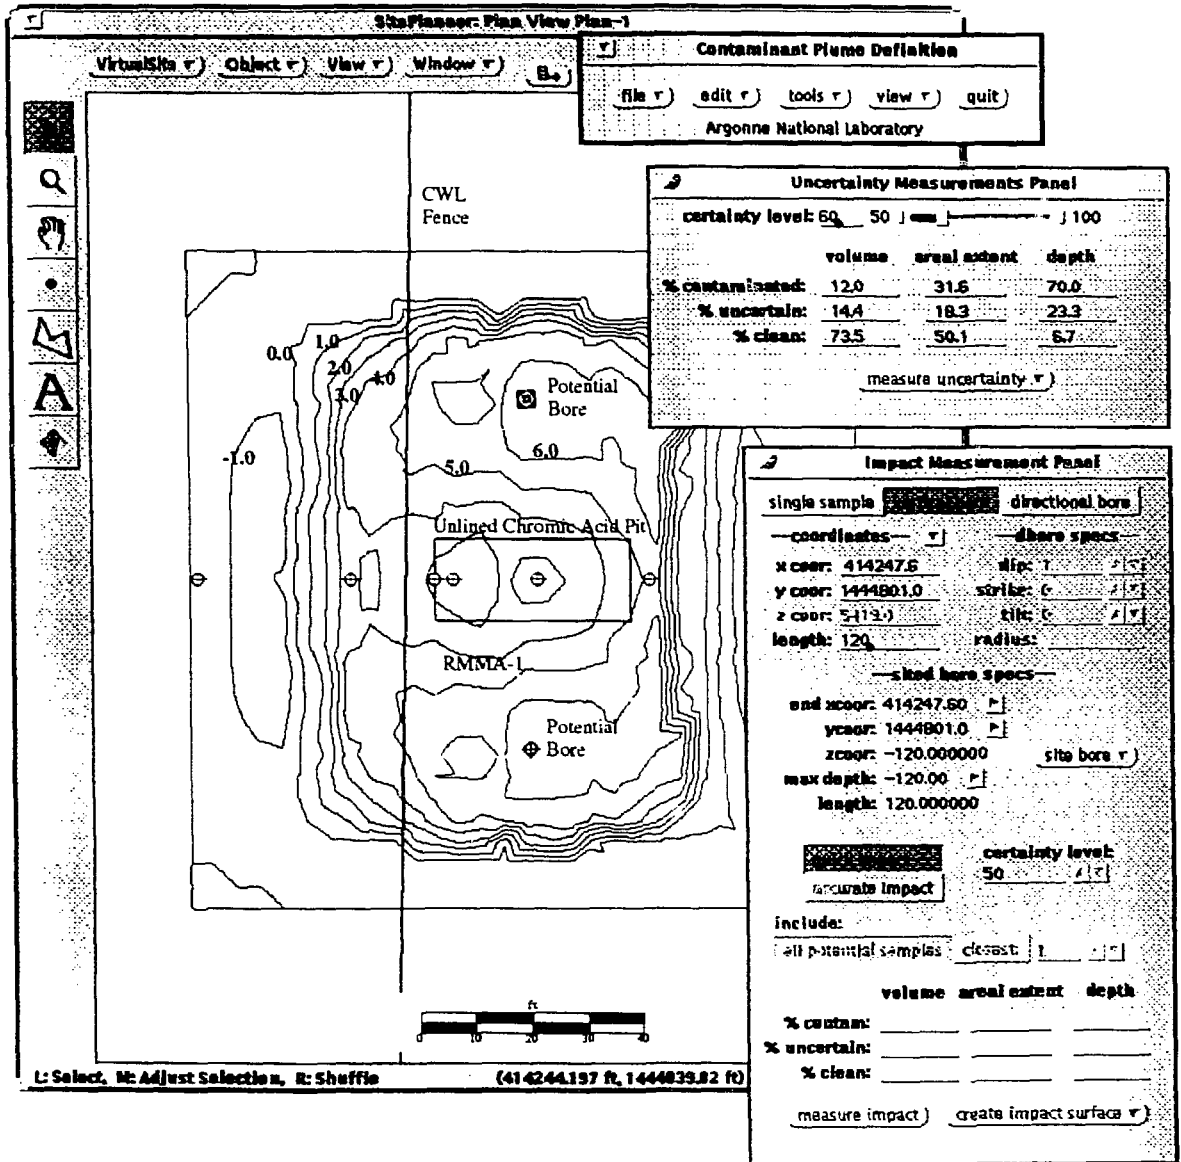 SitePlanner: Plan View Plan-1
VirtualSite Object View Window
Contaminant Plume Definition
file edit tools view quit
Argonne National Laboratory
CWL
Fence
Uncertainty Measurements Panel
certainty level: 60 50 100
volume areal extent depth
% contaminated: 12.0 31.6 70.0
% uncertain: 14.4 18.3 23.3
% clean: 73.5 50.1 6.7
measure uncertainty
0.0 1.0
2.0
3.0
4.0
-1.0
5.0
6.0
Potential
Bore
Unlined Chromic Acid Pit
RMMA-1
Potential
Bore
A
ft
0 10 20 30 40
L: Select, M: Adjust Selection, R: Shuffle (414244.197 ft, 1444839.82 ft)
Impact Measurement Panel
single sample directional bore
coordinates dbore specs
x coor: 414247.6 dip:
y coor: 1444801.0 strike:
z coor: tilt:
length: 120 radius:
sited bore specs
end xcoor: 414247.60
ycoor: 1444801.0
zcoor: -120.000000 site bore
max depth: -120.00
length: 120.000000
certainty level:
50
accurate impact
include:
all potential samples closest: 1
volume areal extent depth
% contam:
% uncertain:
% clean:
measure impact create impact surface